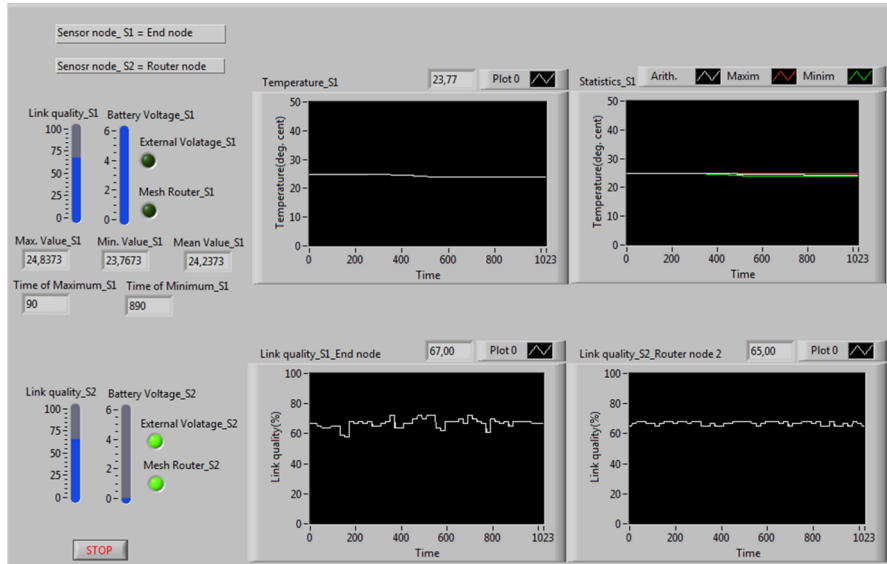 Sensor node_ S1 = End node
Senosr node_ S2 = Router node
Link quality_S1
100-
75-
50-
25-
0-
Battery Voltage_S1
6-
4-
2-
0-
External Volatage_S1
Mesh Router_S1
Max. Value_S1
24,8373
Min. Value_S1
23,7673
Mean Value_S1
24,2373
Time of Maximum_S1
90
Time of Minimum_S1
890
Temperature_S1
23,77
Plot 0
Temperature(deg. cent)
50-
40-
30-
20-
10-
0-
0 200 400 600 800 1023
Time
Statistics_S1
Arith.
Maxim
Minim
Temperature(deg. cent)
50-
40-
30-
20-
10-
0-
0 200 400 600 800 1023
Time
Link quality_S2
100-
75-
50-
25-
0-
Battery Voltage_S2
6-
4-
2-
0-
External Volatage_S2
Mesh Router_S2
STOP
Link quality_S1_End node
67,00
Plot 0
Link quality(%)
100-
80-
60-
40-
20-
0-
0 200 400 600 800 1023
Time
Link quality_S2_Router node 2
65,00
Plot 0
Link quality(%)
100-
80-
60-
40-
20-
0-
0 200 400 600 800 1023
Time